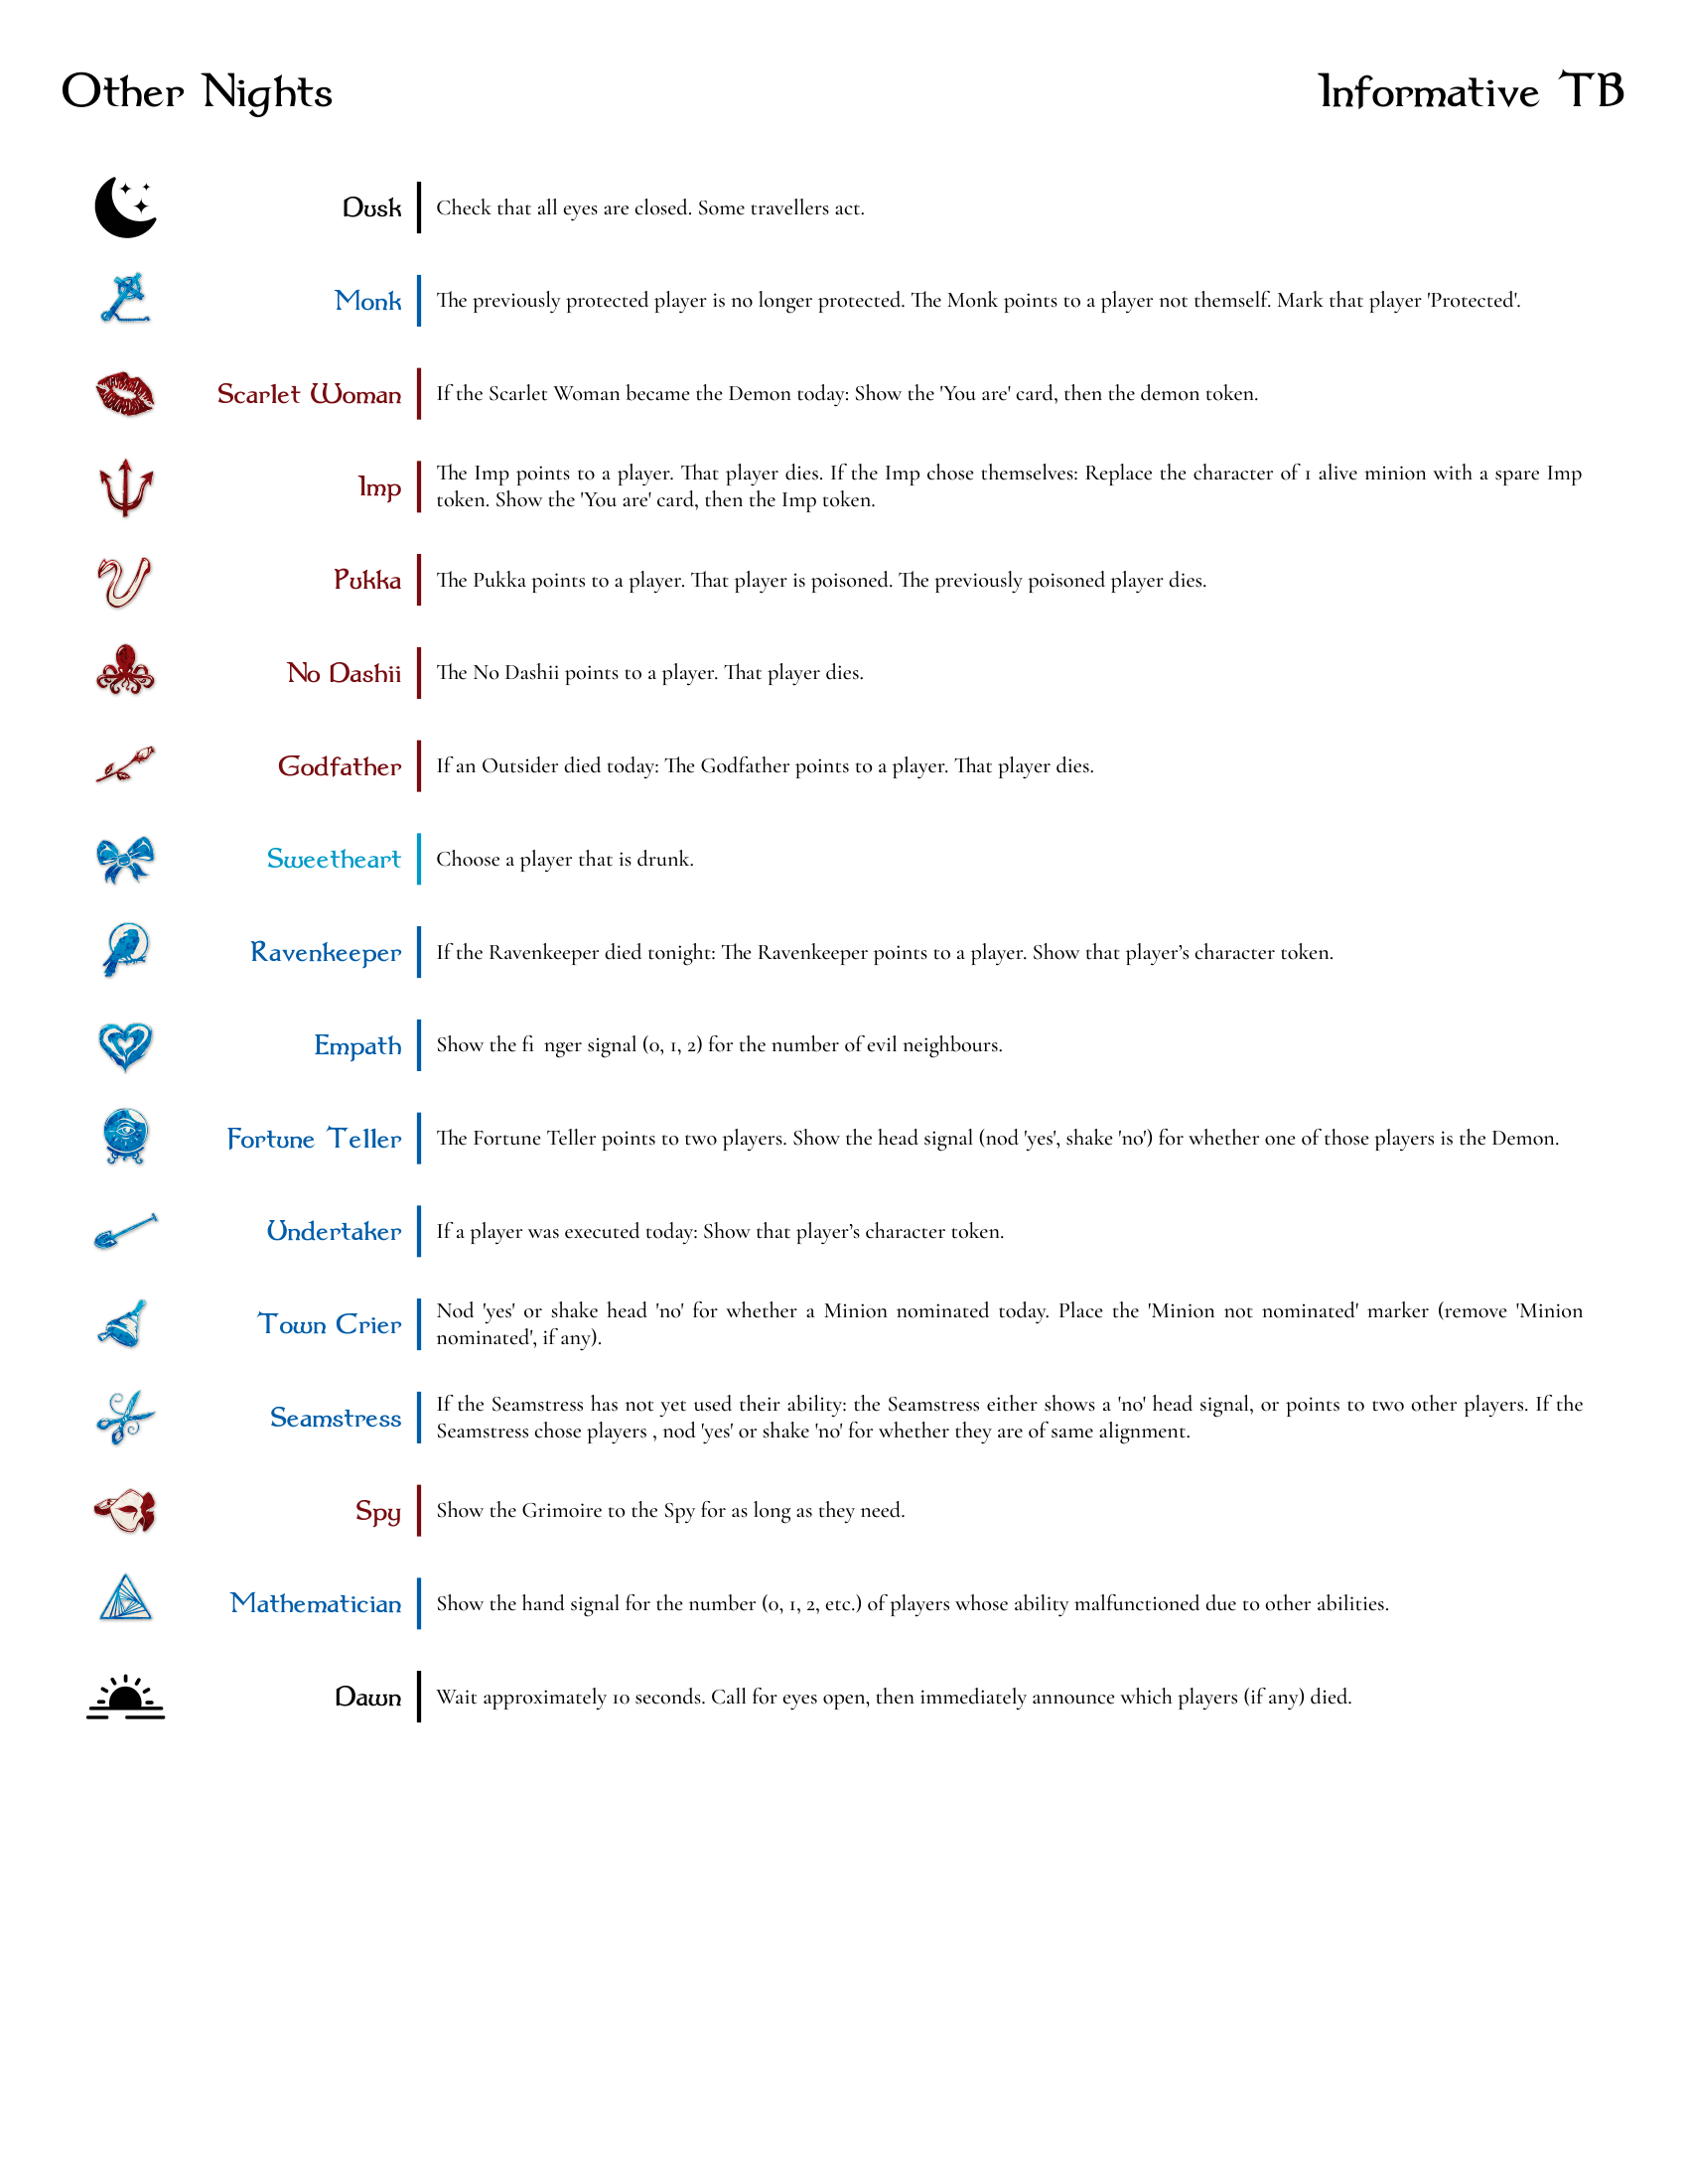 Other Nights
Informative TB
Dusk
Check that all eyes are closed. Some travellers act.
Monk
The previously protected player is no longer protected. The Monk points to a player not themself. Mark that player 'Protected'.
Scarlet Woman
If the Scarlet Woman became the Demon today: Show the 'You are' card, then the demon token.
Imp
The Imp points to a player. That player dies. If the Imp chose themselves: Replace the character of 1 alive minion with a spare Imp
token. Show the 'You are' card, then the Imp token.
Pukka
The Pukka points to a player. That player is poisoned. The previously poisoned player dies.
No Dashii
The No Dashii points to a player. That player dies.
Godfather
If an Outsider died today: The Godfather points to a player. That player dies.
Sweetheart
Choose a player that is drunk.
Ravenkeeper
If the Ravenkeeper died tonight: The Ravenkeeper points to a player. Show that player’s character token.
Empath
Show the fi nger signal (0, 1, 2) for the number of evil neighbours.
Fortune Teller
The Fortune Teller points to two players. Show the head signal (nod 'yes', shake 'no') for whether one of those players is the Demon.
Undertaker
If a player was executed today: Show that player’s character token.
Town Crier
Nod 'yes' or shake head 'no' for whether a Minion nominated today. Place the 'Minion not nominated' marker (remove 'Minion
nominated', if any).
Seamstress
If the Seamstress has not yet used their ability: the Seamstress either shows a 'no' head signal, or points to two other players. If the
Seamstress chose players , nod 'yes' or shake 'no' for whether they are of same alignment.
Spy
Show the Grimoire to the Spy for as long as they need.
Mathematician
Show the hand signal for the number (0, 1, 2, etc.) of players whose ability malfunctioned due to other abilities.
Dawn
Wait approximately 10 seconds. Call for eyes open, then immediately announce which players (if any) died.